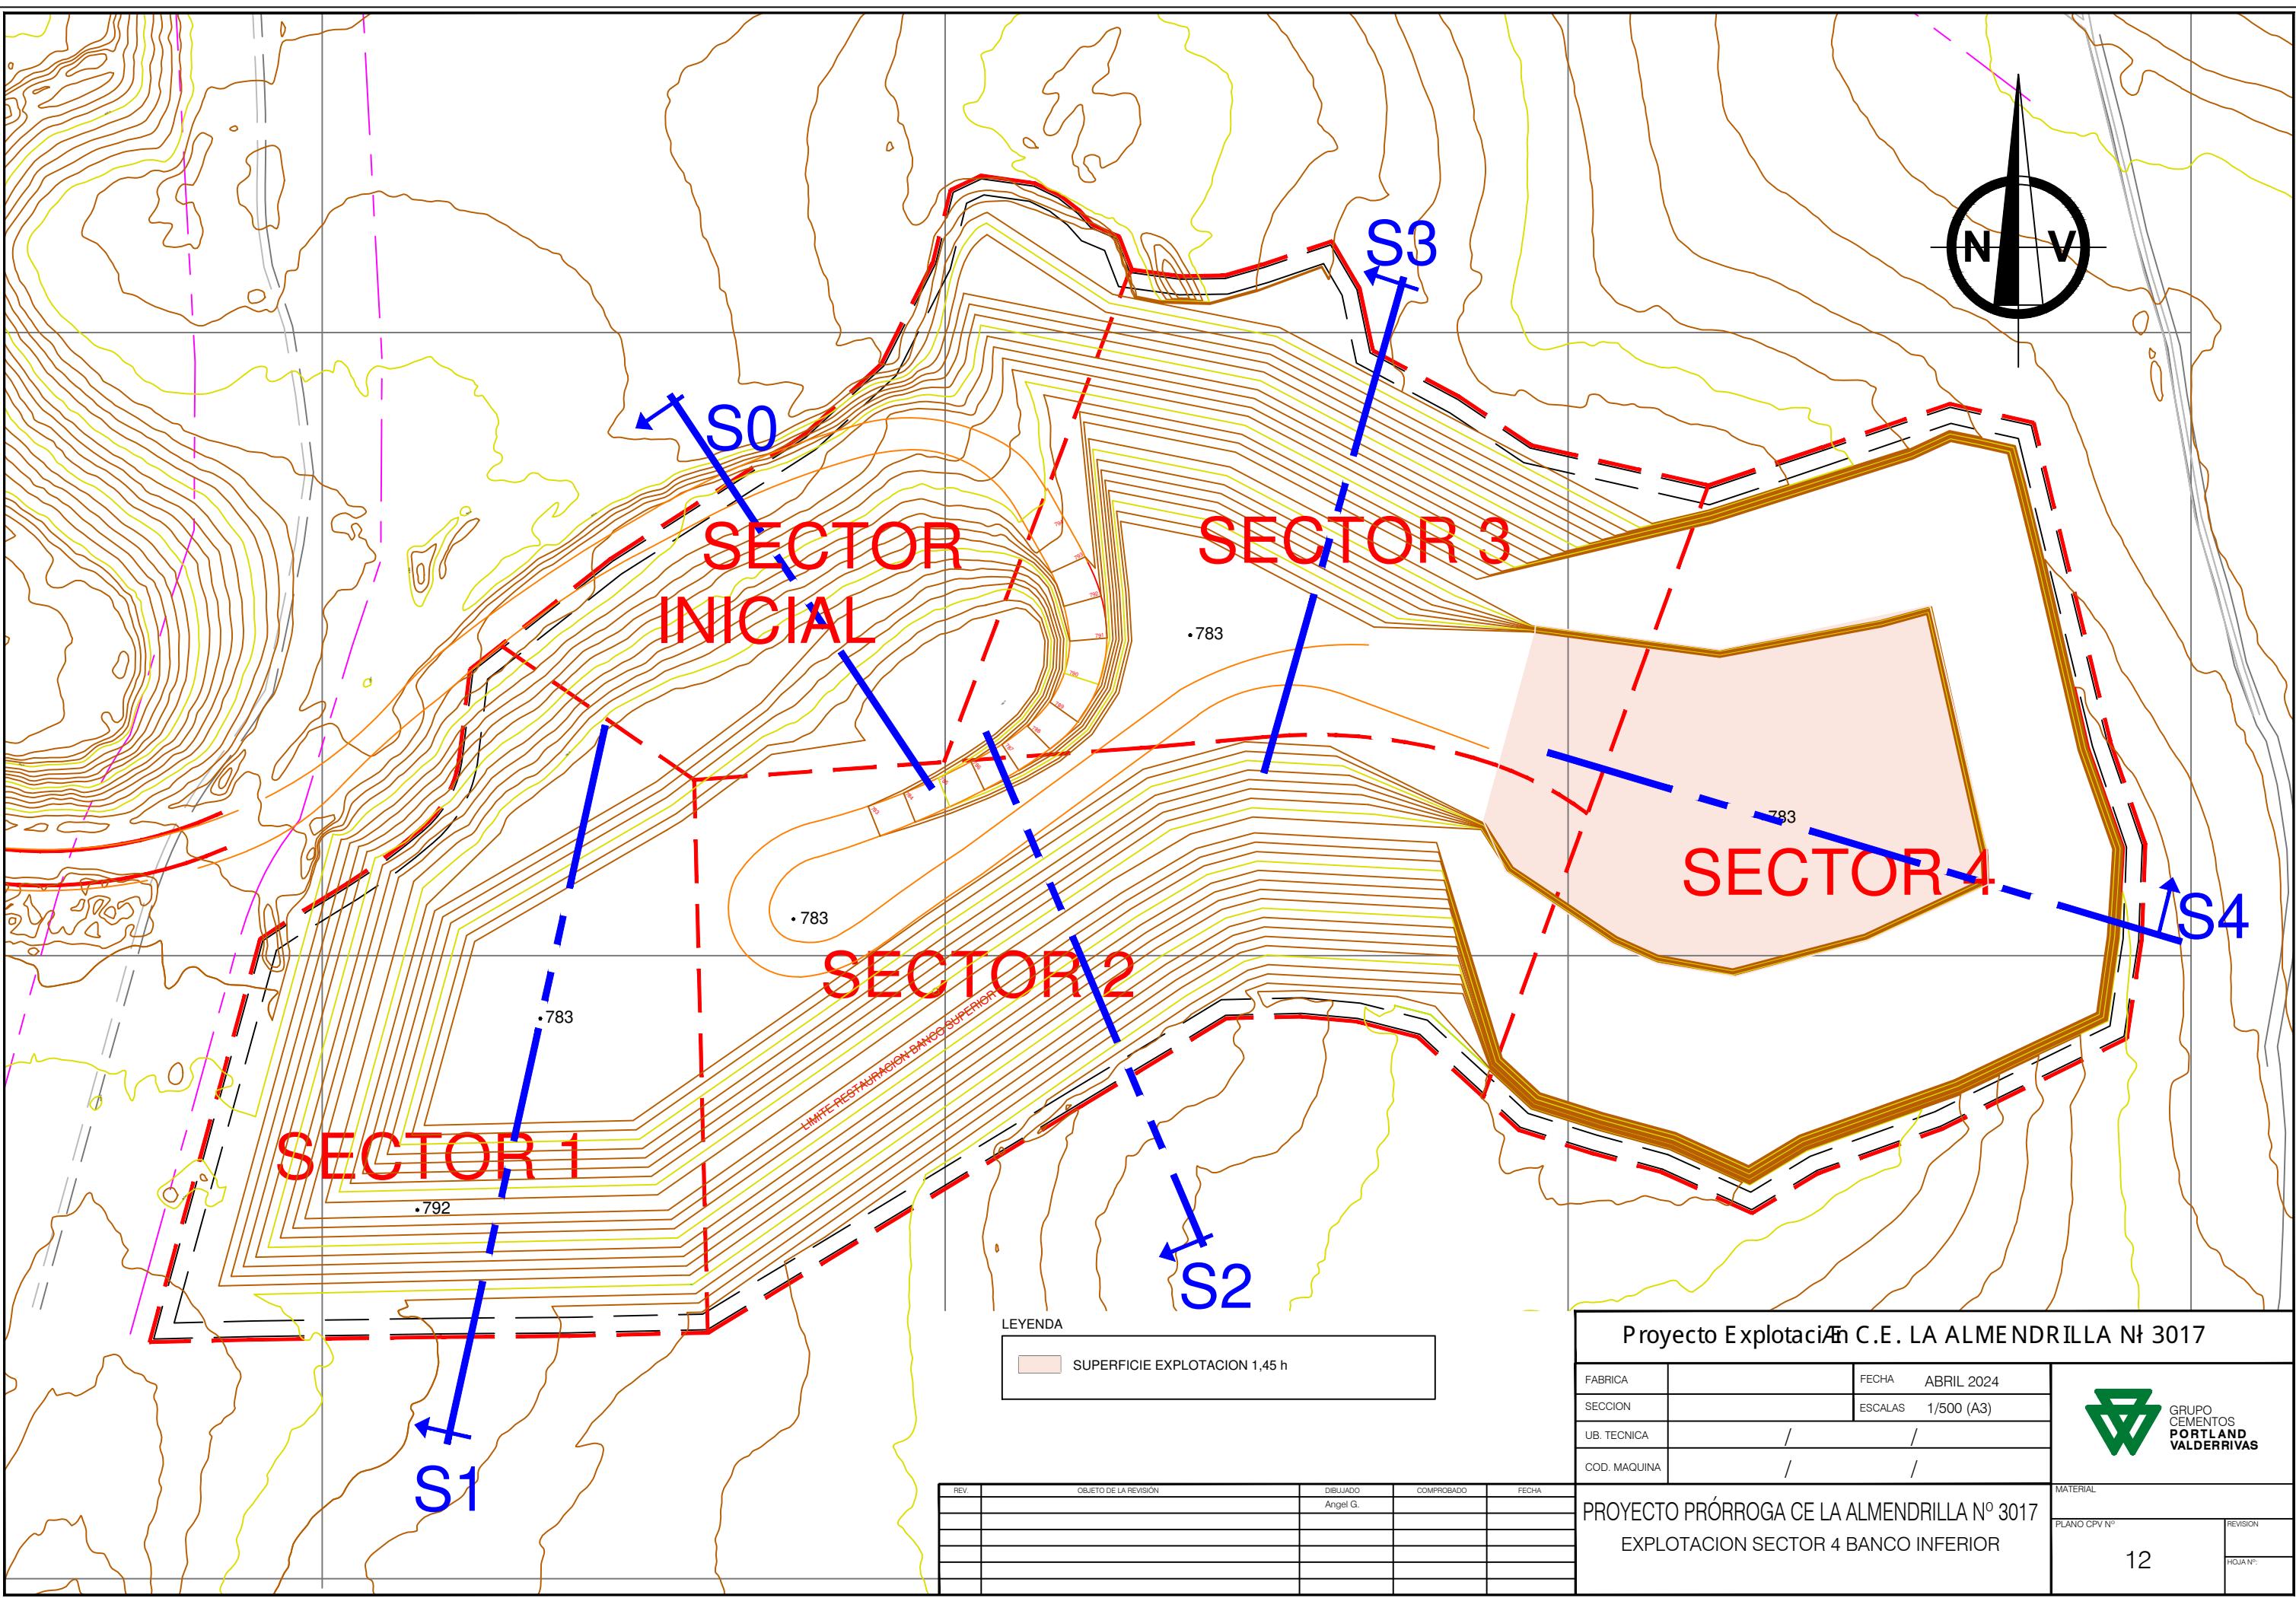 S3
N V
S0
SECTOR
INICIAL
SECTOR 3
783
783
SECTOR 4
S4
783
SECTOR 2
LIMITE RESTAURACION BANCO SUPERIOR
783
SECTOR 1
792
S2
S1
LEYENDA
SUPERFICIE EXPLOTACION 1,45 h
Proyecto ExplotaciÆn C.E. LA ALMENDRILLA Nł 3017
FABRICA
FECHA ABRIL 2024
SECCION
ESCALAS 1/500 (A3)
UB. TECNICA / /
COD. MAQUINA / /
GRUPO
CEMENTOS
PORTLAND
VALDERRIVAS
REV. OBJETO DE LA REVISIÓN DIBUJADO COMPROBADO FECHA
Angel G.
PROYECTO PRÓRROGA CE LA ALMENDRILLA Nº 3017
EXPLOTACION SECTOR 4 BANCO INFERIOR
MATERIAL
PLANO CPV Nº
12
REVISION
HOJA Nº: